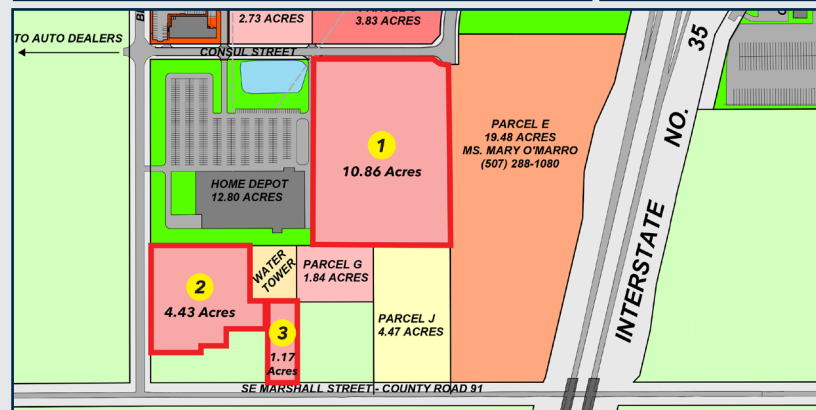 2.73 ACRES
3.83 ACRES
TO AUTO DEALERS
CONSUL STREET
35
NO.
INTERSTATE
1
10.86 Acres
PARCEL E
19.48 ACRES
MS. MARY O'MARRO
(507) 288-1080
HOME DEPOT
12.80 ACRES
WATER
TOWER
PARCEL G
1.84 ACRES
2
4.43 Acres
3
1.17
Acres
PARCEL J
4.47 ACRES
SE MARSHALL STREET - COUNTY ROAD 91